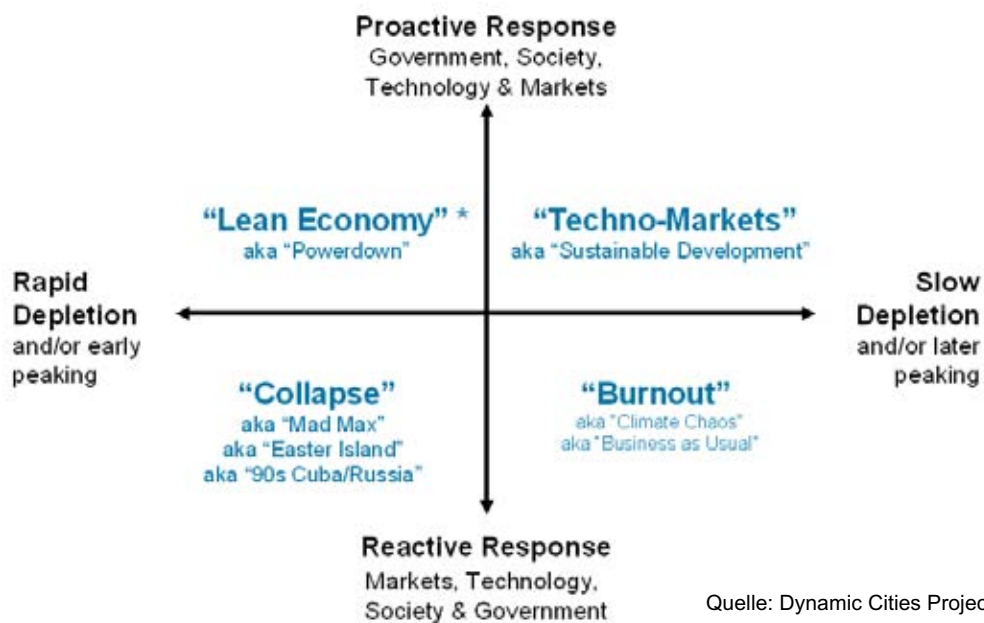 Proactive Response
Government, Society,
Technology & Markets
“Lean Economy” *
aka “Powerdown”
“Techno-Markets”
aka “Sustainable Development”
Rapid
Depletion
and/or early
peaking
Slow
Depletion
and/or later
peaking
“Collapse”
aka “Mad Max”
aka “Easter Island”
aka “90s Cuba/Russia”
“Burnout”
aka “Climate Chaos”
aka “Business as Usual”
Reactive Response
Markets, Technology,
Society & Government
Quelle: Dynamic Cities Projec